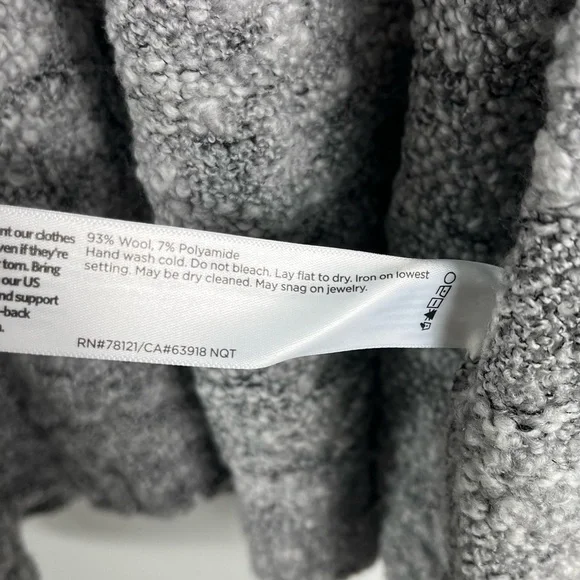 nt our clothes
ven if they're
torn. Bring
our US
nd support
-back
93% Wool, 7% Polyamide
Hand wash cold. Do not bleach. Lay flat to dry. Iron on lowest
setting. May be dry cleaned. May snag on jewelry.
RN#78121/CA#63918 NQT